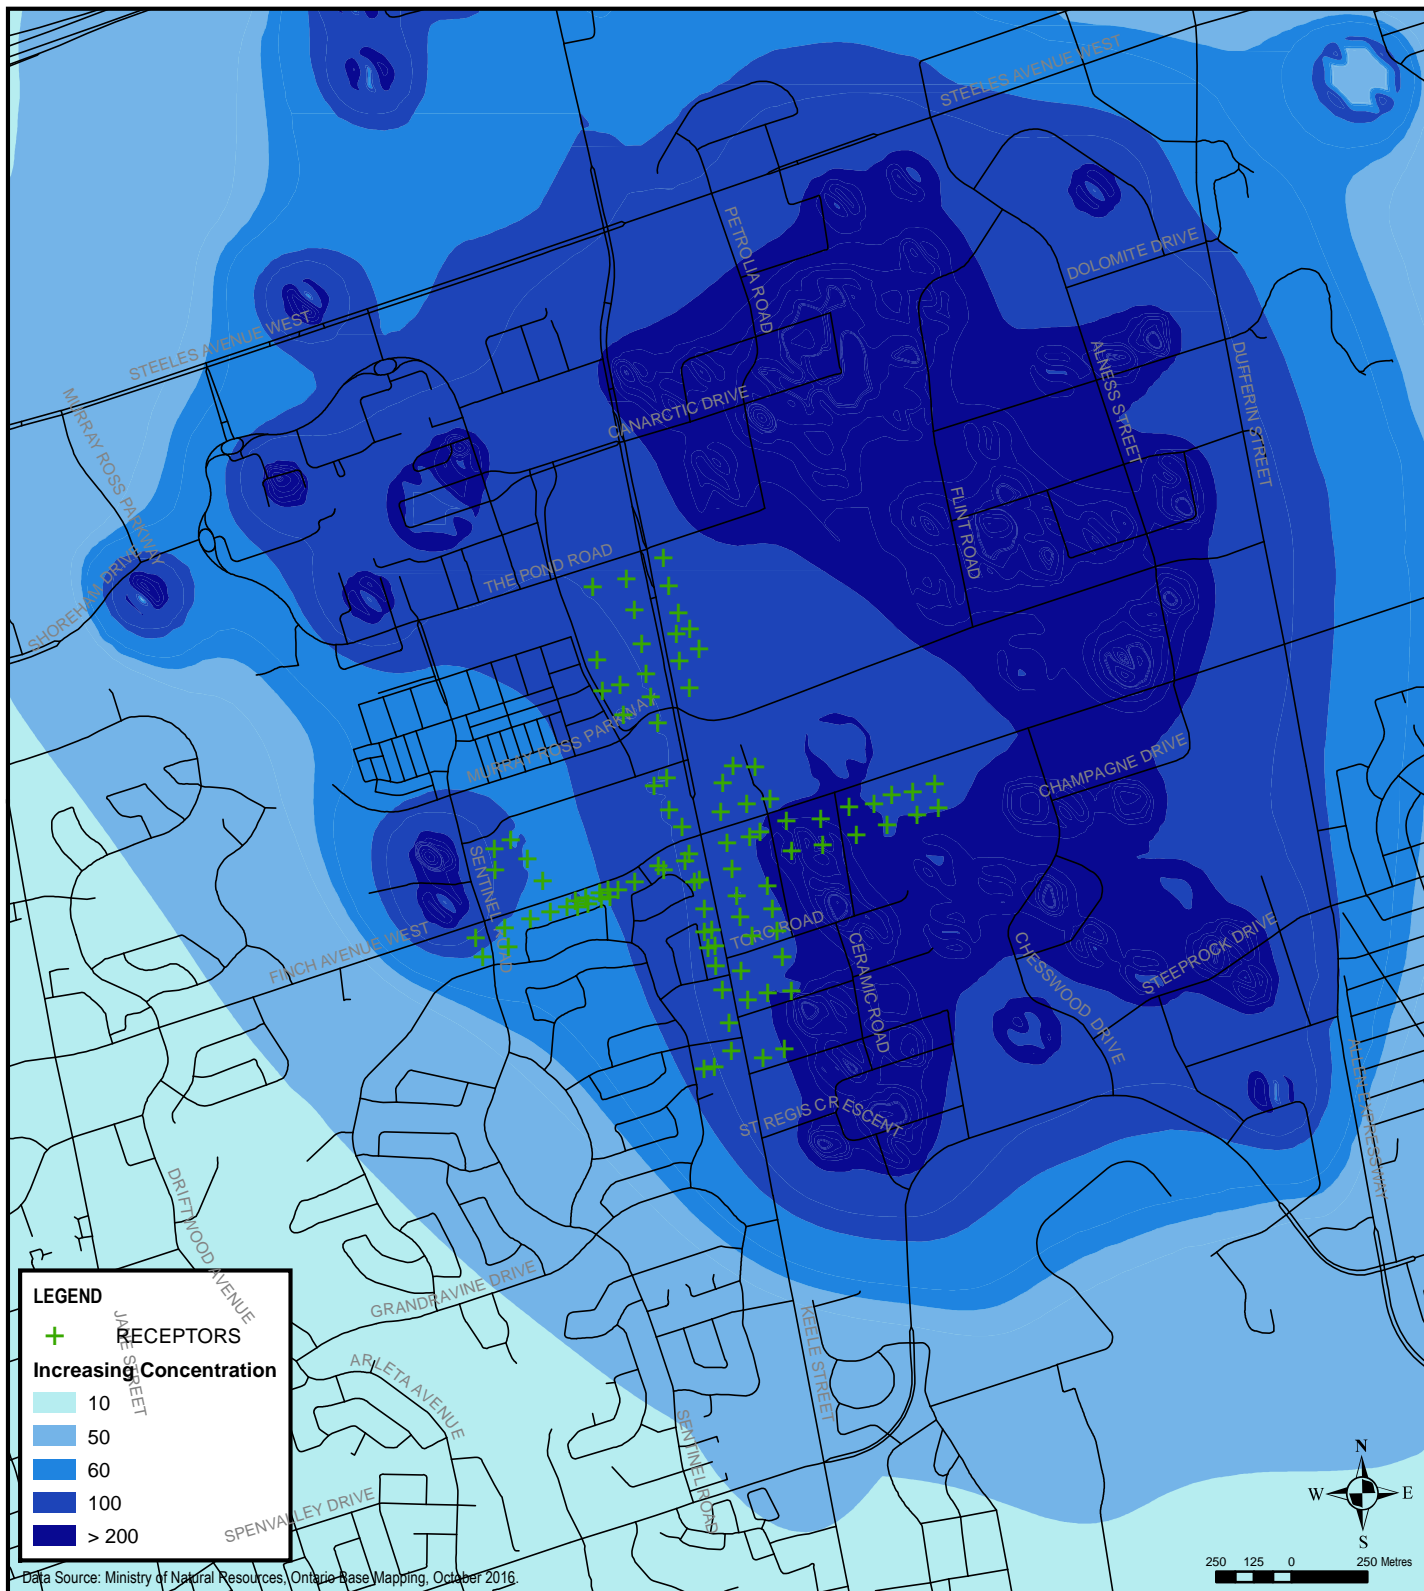 STEELES AVENUE WEST
PETROLIA ROAD
DOLOMITE DRIVE
STEELES AVENUE WEST
ALNESS STREET
DUFFERIN STREET
MURRAY ROSS PARKWAY
CANARCTIC DRIVE
FLINT ROAD
SHOREHAM DRIVE
THE POND ROAD
MURRAY ROSS PARKWAY
CHAMPAGNE DRIVE
SENTINEL ROAD
FINCH AVENUE WEST
TORO ROAD
CERAMIC ROAD
CHESSWOOD DRIVE
STEEPROCK DRIVE
ALLEN EXPRESSWAY
ST REGIS CRESCENT
DRIFTWOOD AVENUE
GRANDRAVINE DRIVE
KEELE STREET
JANE STREET
ARLETA AVENUE
SENTINEL ROAD
SPENVALLEY DRIVE
LEGEND
RECEPTORS
Increasing Concentration
10
50
60
100
> 200
Data Source: Ministry of Natural Resources, Ontario Base Mapping, October 2016.
N
W E
S
250 125 0 250 Metres